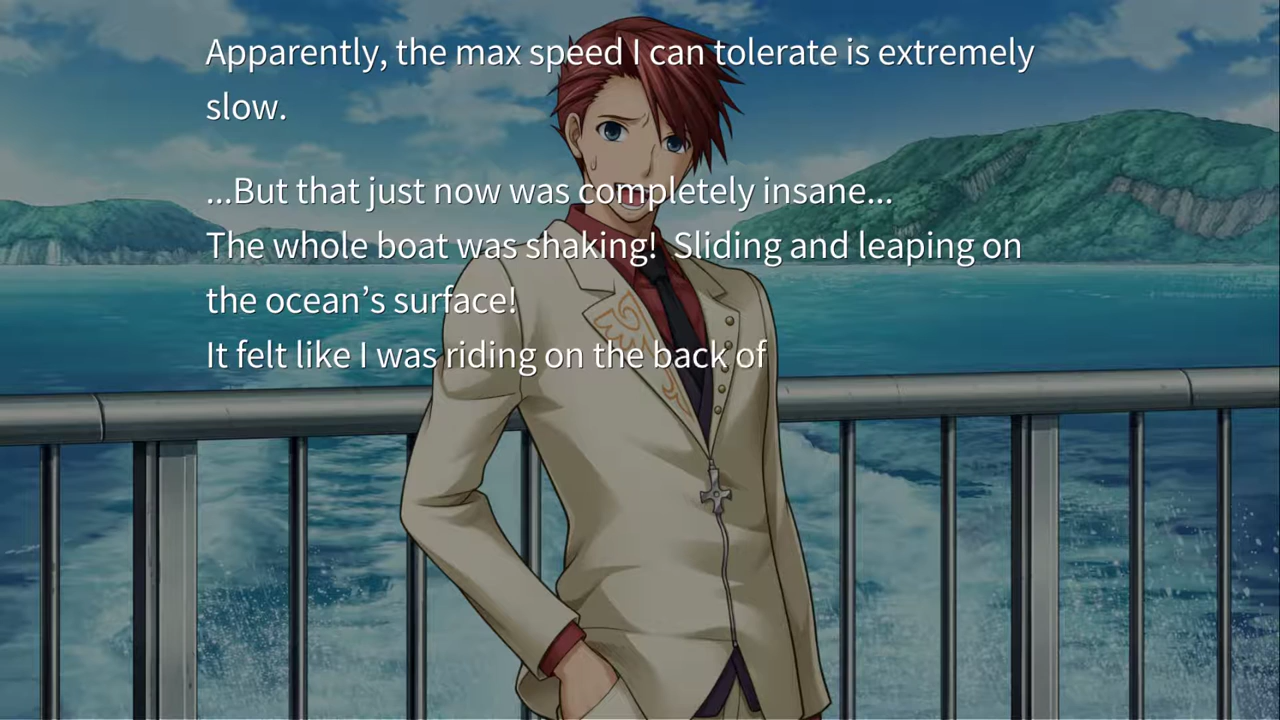 Apparently, the max speed I can tolerate is extremely
slow.
...But that just now was completely insane...
The whole boat was shaking!  Sliding and leaping on
the ocean’s surface!
It felt like I was riding on the back of